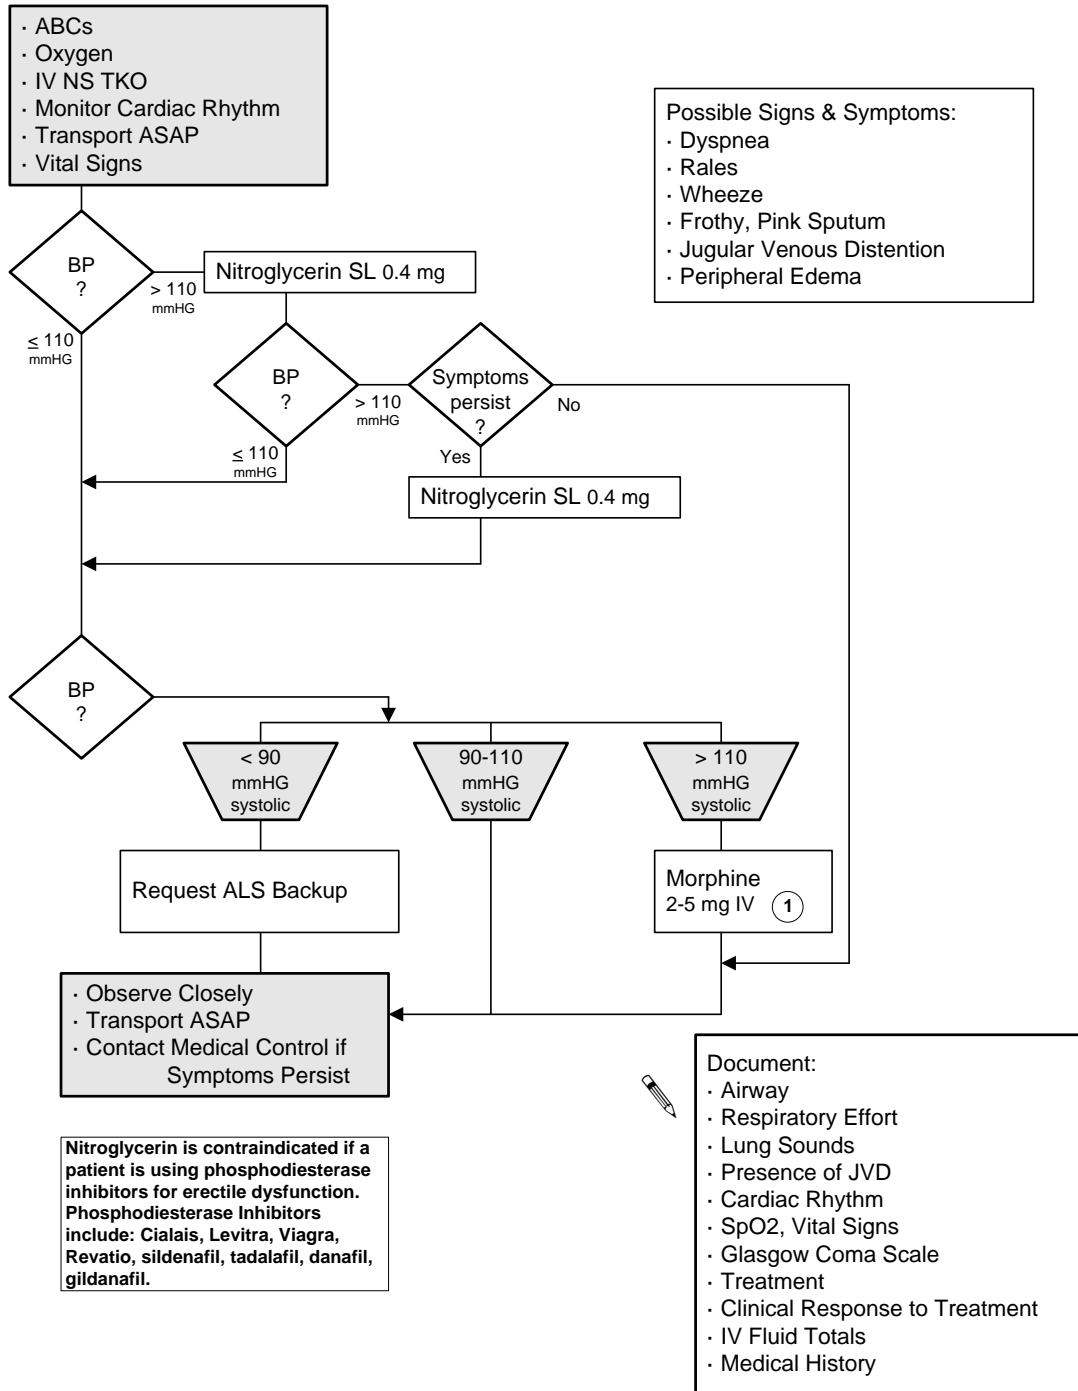 · ABCs
· Oxygen
· IV NS TKO
· Monitor Cardiac Rhythm
· Transport ASAP
· Vital Signs
Possible Signs & Symptoms:
· Dyspnea
· Rales
· Wheeze
· Frothy, Pink Sputum
· Jugular Venous Distention
· Peripheral Edema
BP
?
> 110
mmHG
≤ 110
mmHG
Nitroglycerin SL 0.4 mg
BP
?
> 110
mmHG
≤ 110
mmHG
Symptoms
persist
?
No
Yes
Nitroglycerin SL 0.4 mg
BP
?
< 90
mmHG
systolic
90-110
mmHG
systolic
> 110
mmHG
systolic
Request ALS Backup
Morphine
2-5 mg IV 1
· Observe Closely
· Transport ASAP
· Contact Medical Control if
Symptoms Persist
Nitroglycerin is contraindicated if a
patient is using phosphodiesterase
inhibitors for erectile dysfunction.
Phosphodiesterase Inhibitors
include: Cialais, Levitra, Viagra,
Revatio, sildenafil, tadalafil, danafil,
gildanafil.
Document:
· Airway
· Respiratory Effort
· Lung Sounds
· Presence of JVD
· Cardiac Rhythm
· SpO2, Vital Signs
· Glasgow Coma Scale
· Treatment
· Clinical Response to Treatment
· IV Fluid Totals
· Medical History